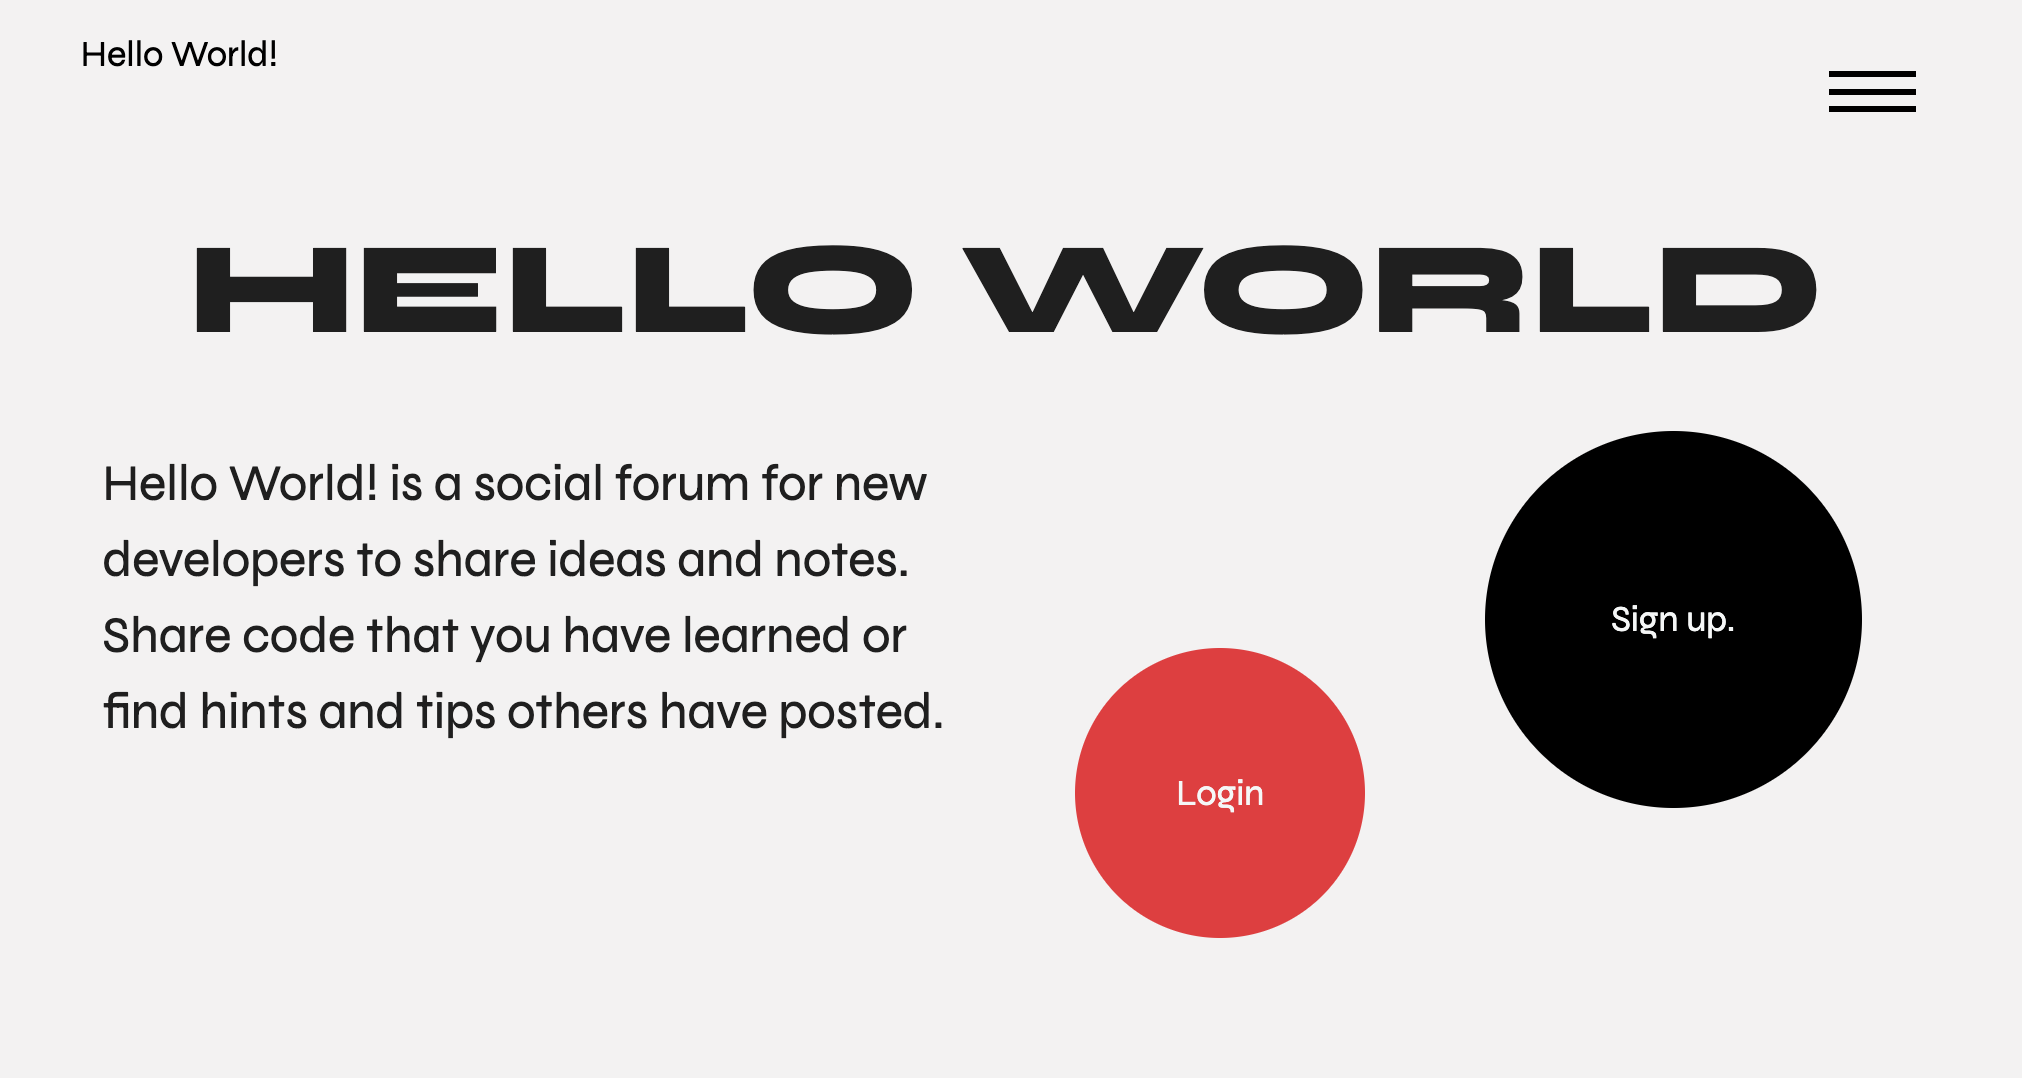 Hello World!
HELLO WORLD
Hello World! is a social forum for new
developers to share ideas and notes.
Share code that you have learned or
find hints and tips others have posted.
Sign up.
Login